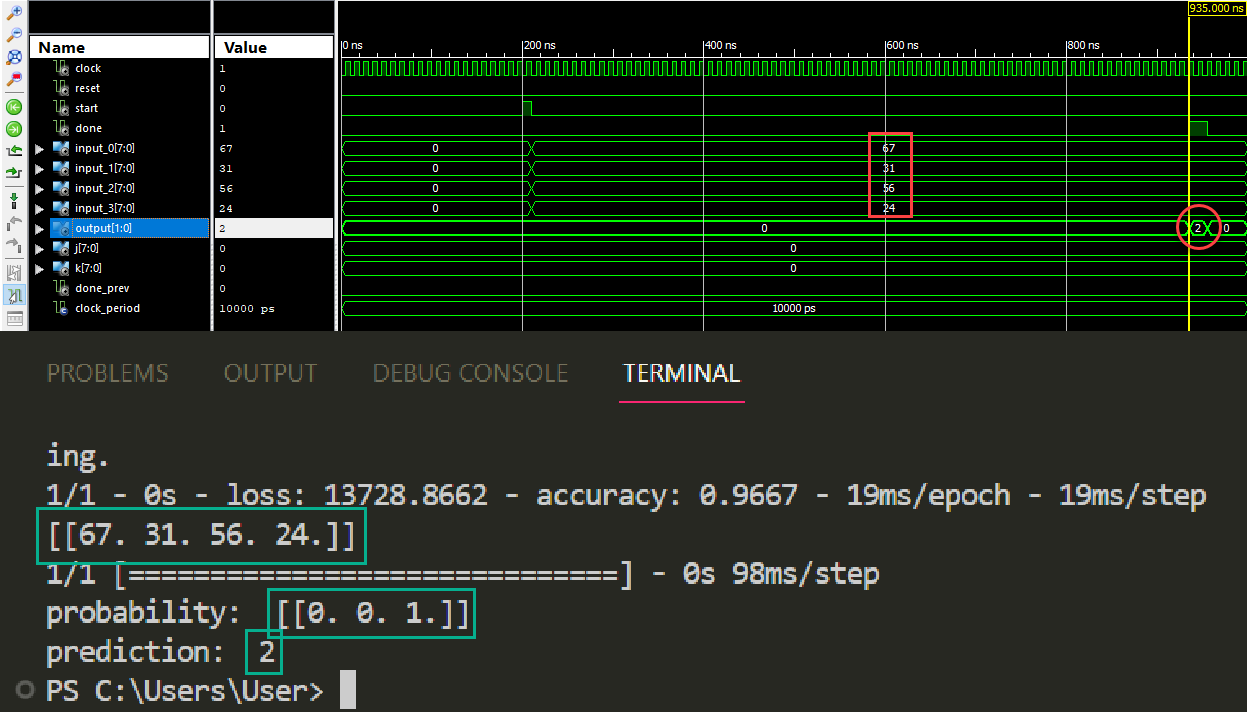 935.000 ns
Name Value 0 ns 200 ns 400 ns 600 ns 800 ns
clock 1
reset 0
start 0
done 1
input_0[7:0] 67 0 67
input_1[7:0] 31 0 31
input_2[7:0] 56 0 56
input_3[7:0] 24 0 24
output[1:0] 2 0 2 0
j[7:0] 0 0
k[7:0] 0 0
done_prev 0
clock_period 10000 ps 10000 ps
PROBLEMS OUTPUT DEBUG CONSOLE TERMINAL
ing.
1/1 - 0s - loss: 13728.8662 - accuracy: 0.9667 - 19ms/epoch - 19ms/step
[[67. 31. 56. 24.]]
1/1 [==============================] - 0s 98ms/step
probability: [[0. 0. 1.]]
prediction: 2
PS C:\Users\User>